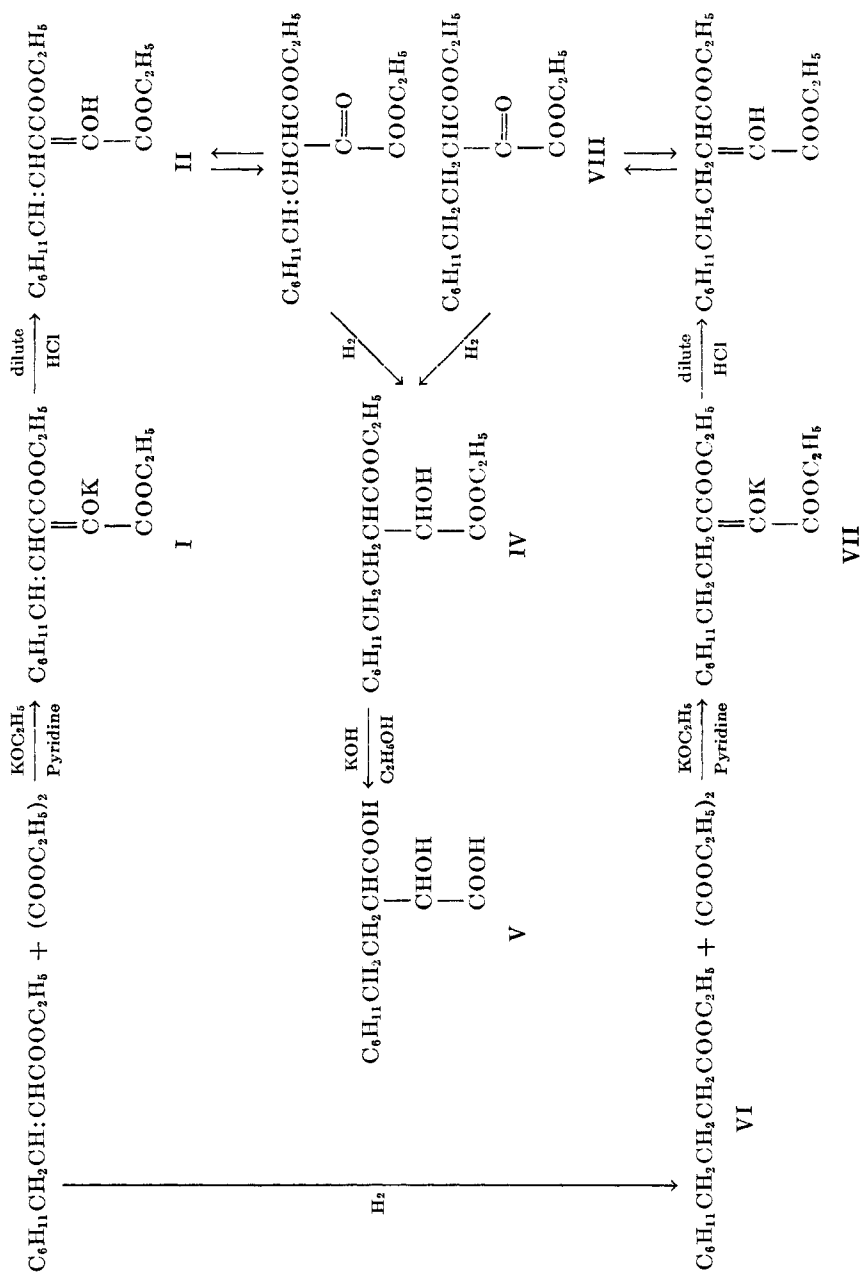 C₆H₁₁CH₂CH:CHCOOC₂H₅ + (COOC₂H₅)₂
KOC₂H₅
Pyridine
C₆H₁₁CH:CHCCOOC₂H₅
COK
COOC₂H₅
I
dilute
HCl
C₆H₁₁CH:CHCCOOC₂H₅
COH
COOC₂H₅
II
C₆H₁₁CH:CHCHCOOC₂H₅
C=O
COOC₂H₅
H₂
H₂
C₆H₁₁CH₂CH₂CHCOOC₂H₅
C=O
COOC₂H₅
VIII
C₆H₁₁CH₂CH₂CHCOOC₂H₅
CHOH
COOC₂H₅
IV
KOH
C₂H₅OH
C₆H₁₁CH₂CH₂CHCOOH
CHOH
COOH
V
H₂
C₆H₁₁CH₂CH₂CH₂COOC₂H₅ + (COOC₂H₅)₂
VI
KOC₂H₅
Pyridine
C₆H₁₁CH₂CH₂CCOOC₂H₅
COK
COOC₂H₅
VII
dilute
HCl
C₆H₁₁CH₂CH₂CHCOOC₂H₅
COH
COOC₂H₅